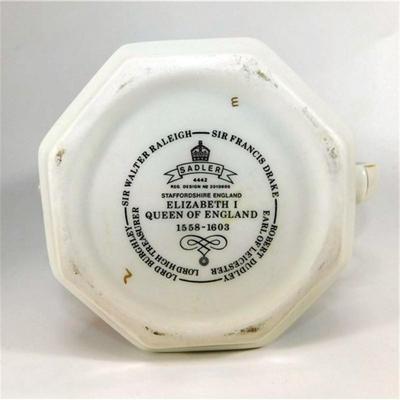 E
SIR WALTER RALEIGH
SIR FRANCIS DRAKE
ROBERT DUDLEY
EARL OF LEICESTER
LORD HIGH TREASURER
LORD BURGHLEY
SADLER
4442
REG. DESIGN NO 2019666
STAFFORDSHIRE ENGLAND
ELIZABETH I
QUEEN OF ENGLAND
1558-1603
N